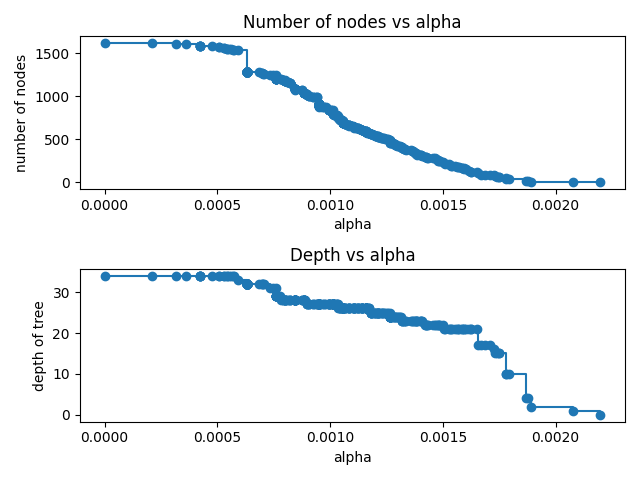 Number of nodes vs alpha
1500
1000
500
0
number of nodes
0.0000 0.0005 0.0010 0.0015 0.0020
alpha
Depth vs alpha
30
20
10
0
depth of tree
0.0000 0.0005 0.0010 0.0015 0.0020
alpha